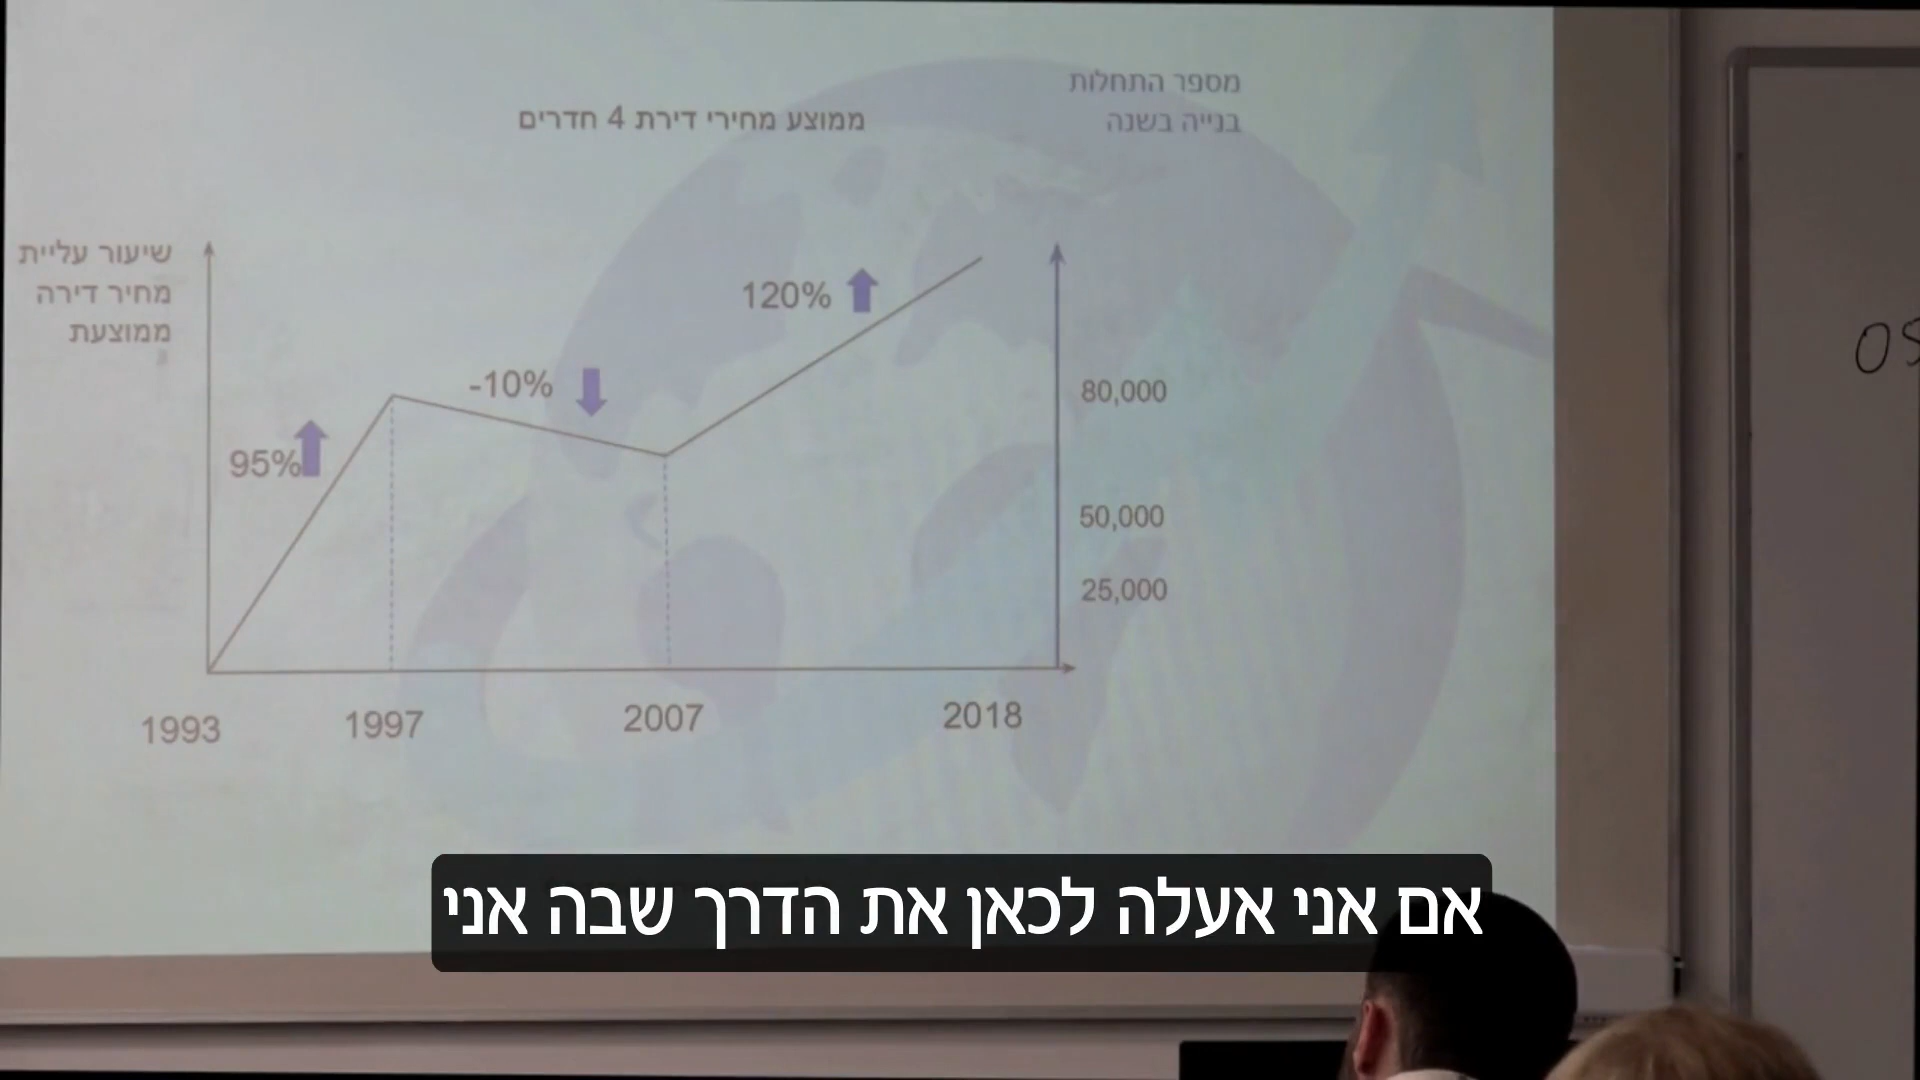 מספר התחלות
בנייה בשנה
ממוצע מחירי דירת 4 חדרים
שיעור עליית
מחיר דירה
ממוצעת
120%
-10%
95%
80,000
50,000
25,000
1993
1997
2007
2018
אם אני אעלה לכאן את הדרך שבה אני